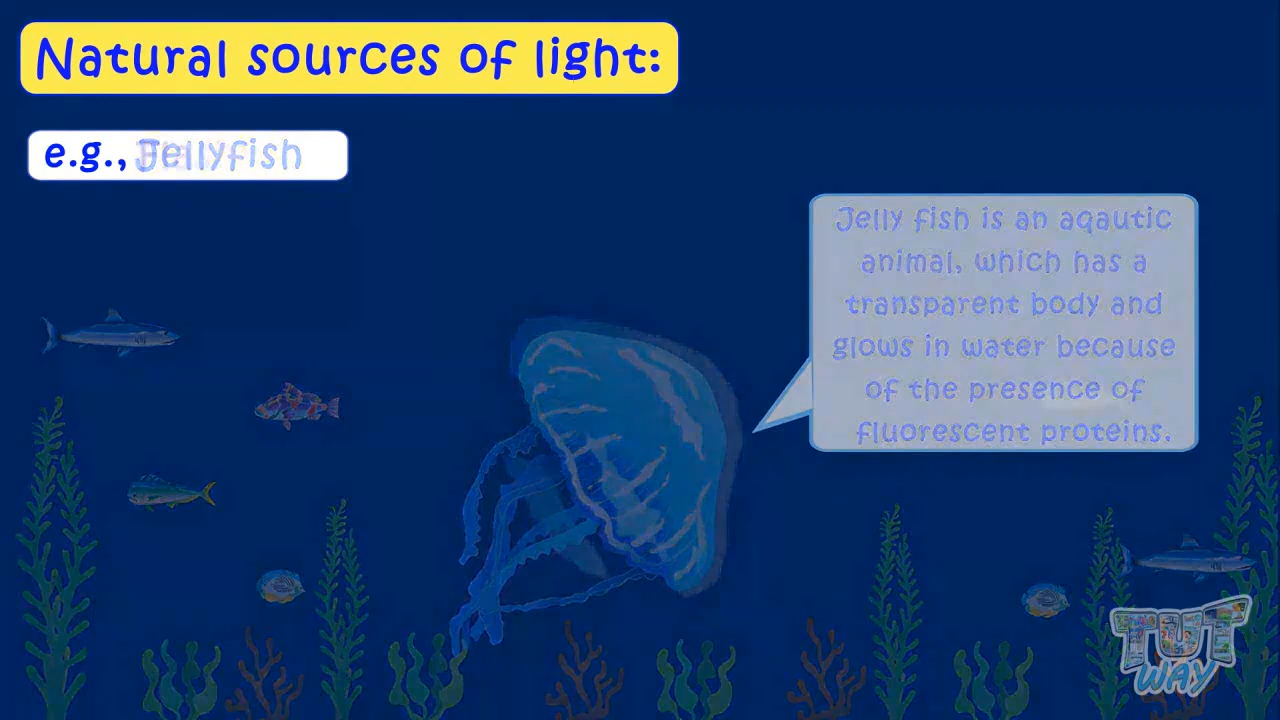 Natural sources of light:
e.g., Jellyfish
Jelly fish is an aqautic
animal, which has a
transparent body and
glows in water because
of the presence of
fluorescent proteins.
TUT
WAY